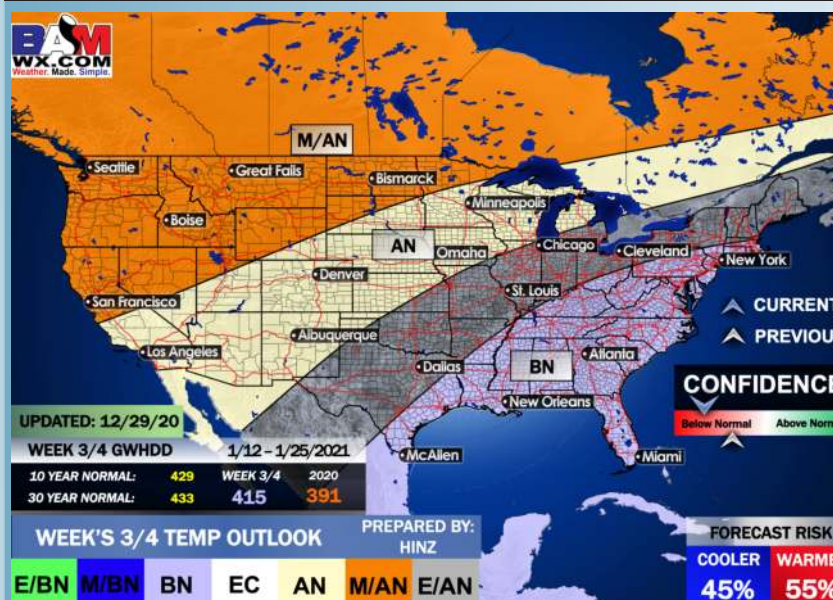 BAM
WX.COM
Weather. Made. Simple.
M/AN
Seattle
Great Falls
Bismarck
Minneapolis
Boise
AN
Omaha
Chicago
Cleveland
New York
Denver
San Francisco
St. Louis
CURRENT
PREVIOU
Albuquerque
Los Angeles
Dallas
BN
Atlanta
CONFIDENCE
New Orleans
Below Normal Above Norm
UPDATED: 12/29/20
WEEK 3/4 GWHDD 1/12 – 1/25/2021
McAllen
Miami
10 YEAR NORMAL: 429 WEEK 3/4 2020
30 YEAR NORMAL: 433 415 391
WEEK'S 3/4 TEMP OUTLOOK
PREPARED BY:
HINZ
FORECAST RISK
COOLER WARME
45% 55%
E/BN M/BN BN EC AN M/AN E/AN